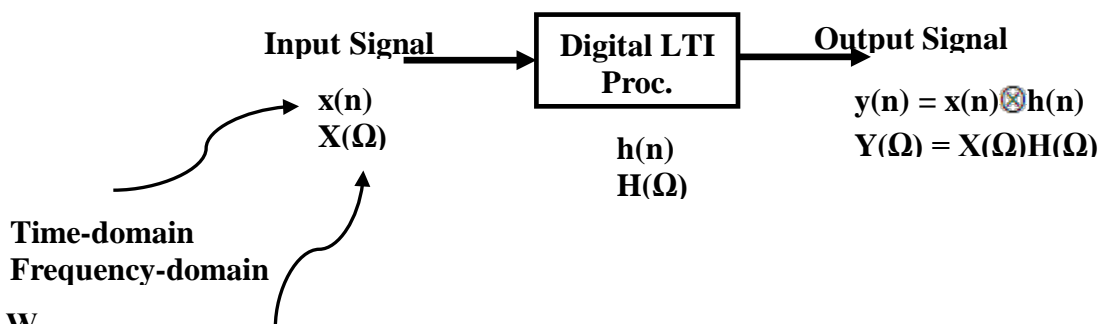 Input Signal
Digital LTI
Proc.
Output Signal
x(n)
X(Ω)
h(n)
H(Ω)
y(n) = x(n)⊗h(n)
Y(Ω) = X(Ω)H(Ω)
Time-domain
Frequency-domain
W